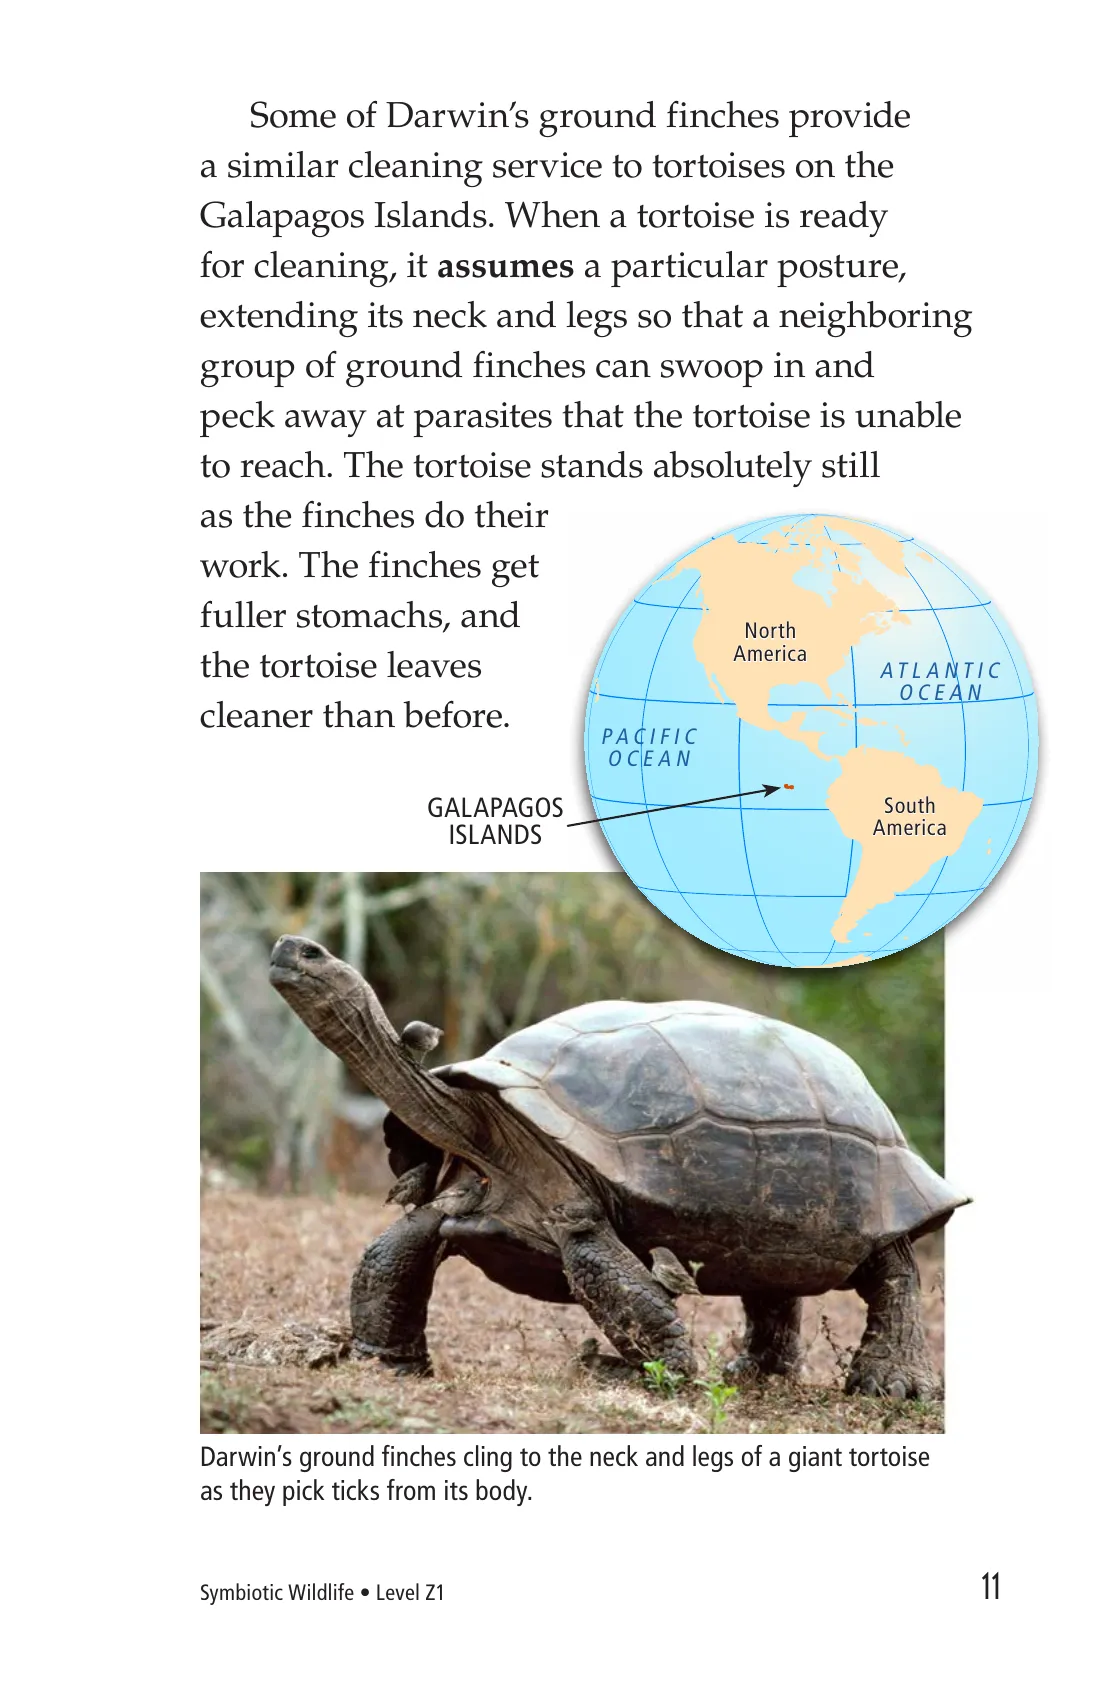 Some of Darwin’s ground finches provide
a similar cleaning service to tortoises on the
Galapagos Islands. When a tortoise is ready
for cleaning, it assumes a particular posture,
extending its neck and legs so that a neighboring
group of ground finches can swoop in and
peck away at parasites that the tortoise is unable
to reach. The tortoise stands absolutely still
as the finches do their
work. The finches get
fuller stomachs, and
the tortoise leaves
cleaner than before.
North
America
ATLANTIC
OCEAN
PACIFIC
OCEAN
South
America
GALAPAGOS
ISLANDS
Darwin’s ground finches cling to the neck and legs of a giant tortoise
as they pick ticks from its body.
Symbiotic Wildlife • Level Z1
11